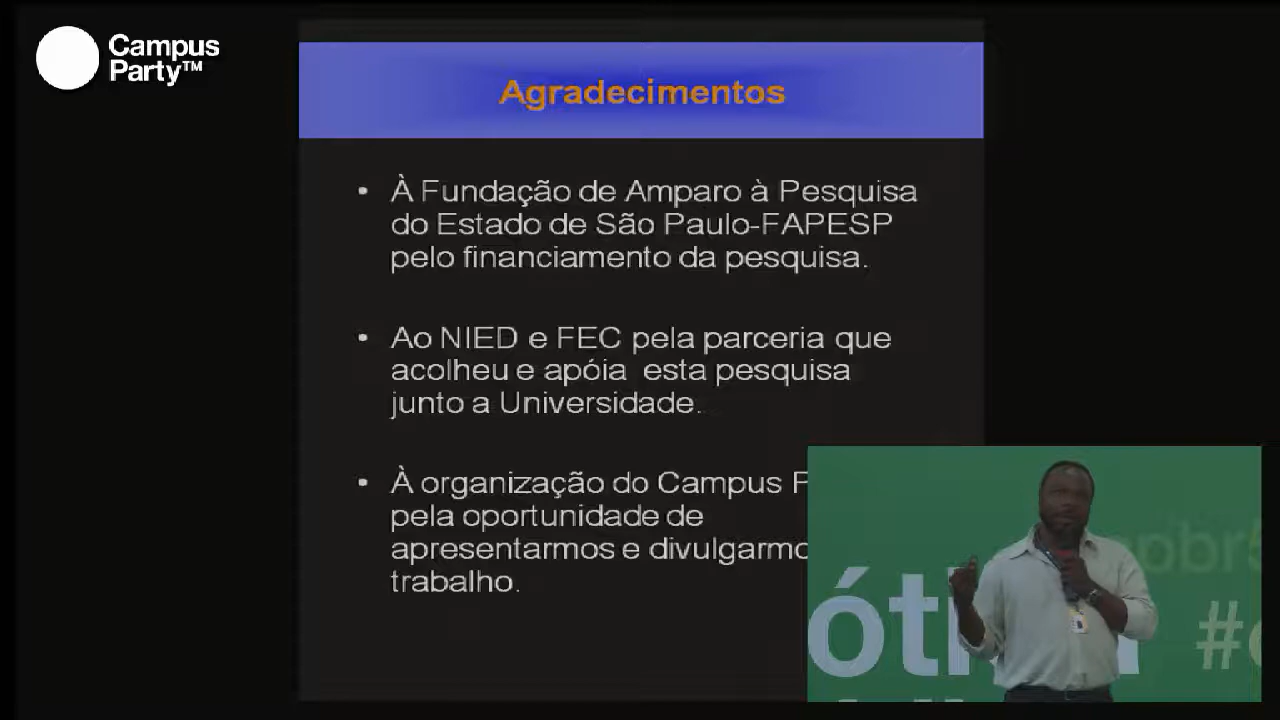 Campus
Party™
Agradecimentos
• À Fundação de Amparo à Pesquisa
do Estado de São Paulo-FAPESP
pelo financiamento da pesquisa.
• Ao NIED e FEC pela parceria que
acolheu e apóia esta pesquisa
junto a Universidade.
• À organização do Campus P
pela oportunidade de
apresentarmos e divulgarmo
trabalho.